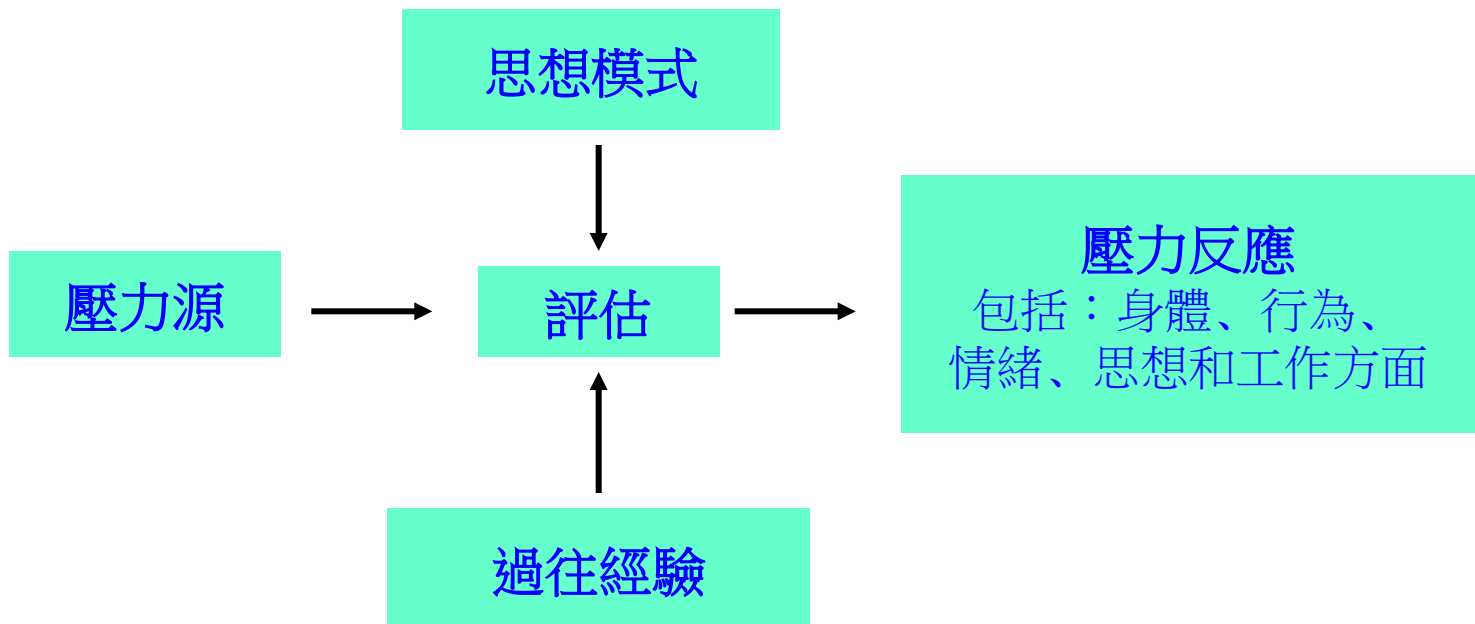 思想模式
壓力源
評估
壓力反應
包括：身體、行為、
情緒、思想和工作方面
過往經驗